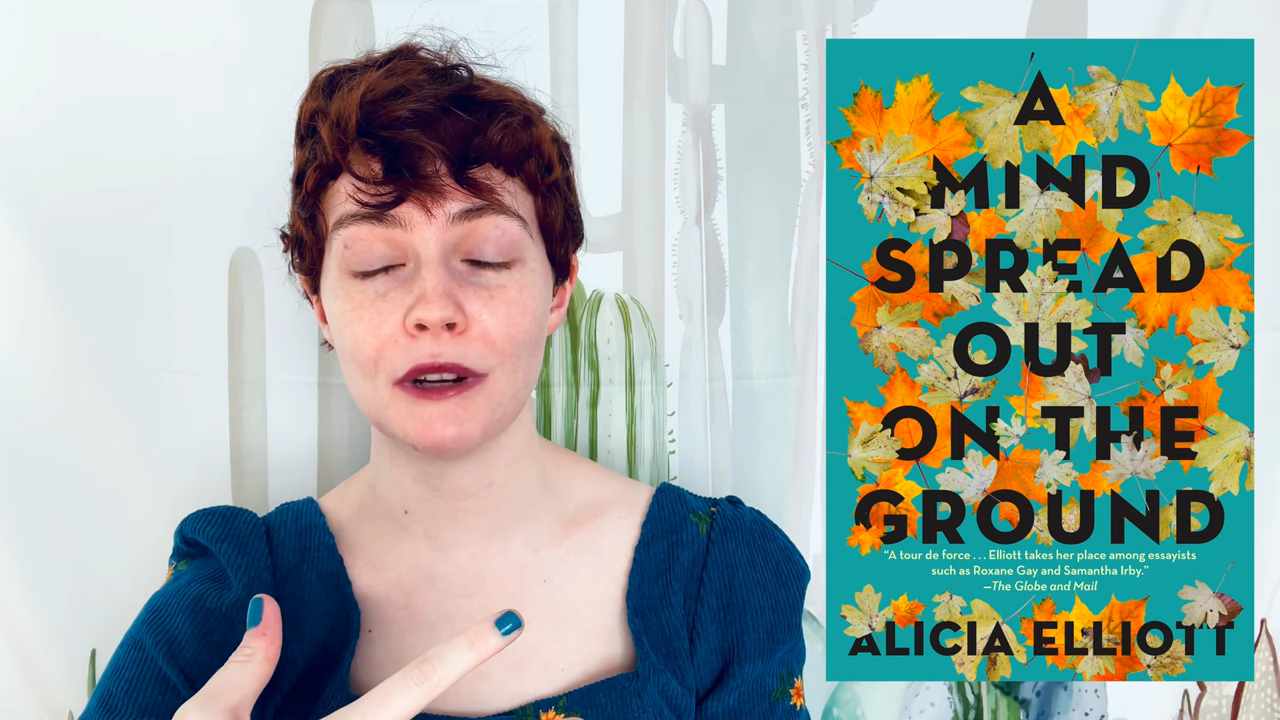 A
MIND
SPREAD
OUT
ON THE
GROUND
“A tour de force . . . Elliott takes her place among essayists
such as Roxane Gay and Samantha Irby.”
—The Globe and Mail
ALICIA ELLIOTT